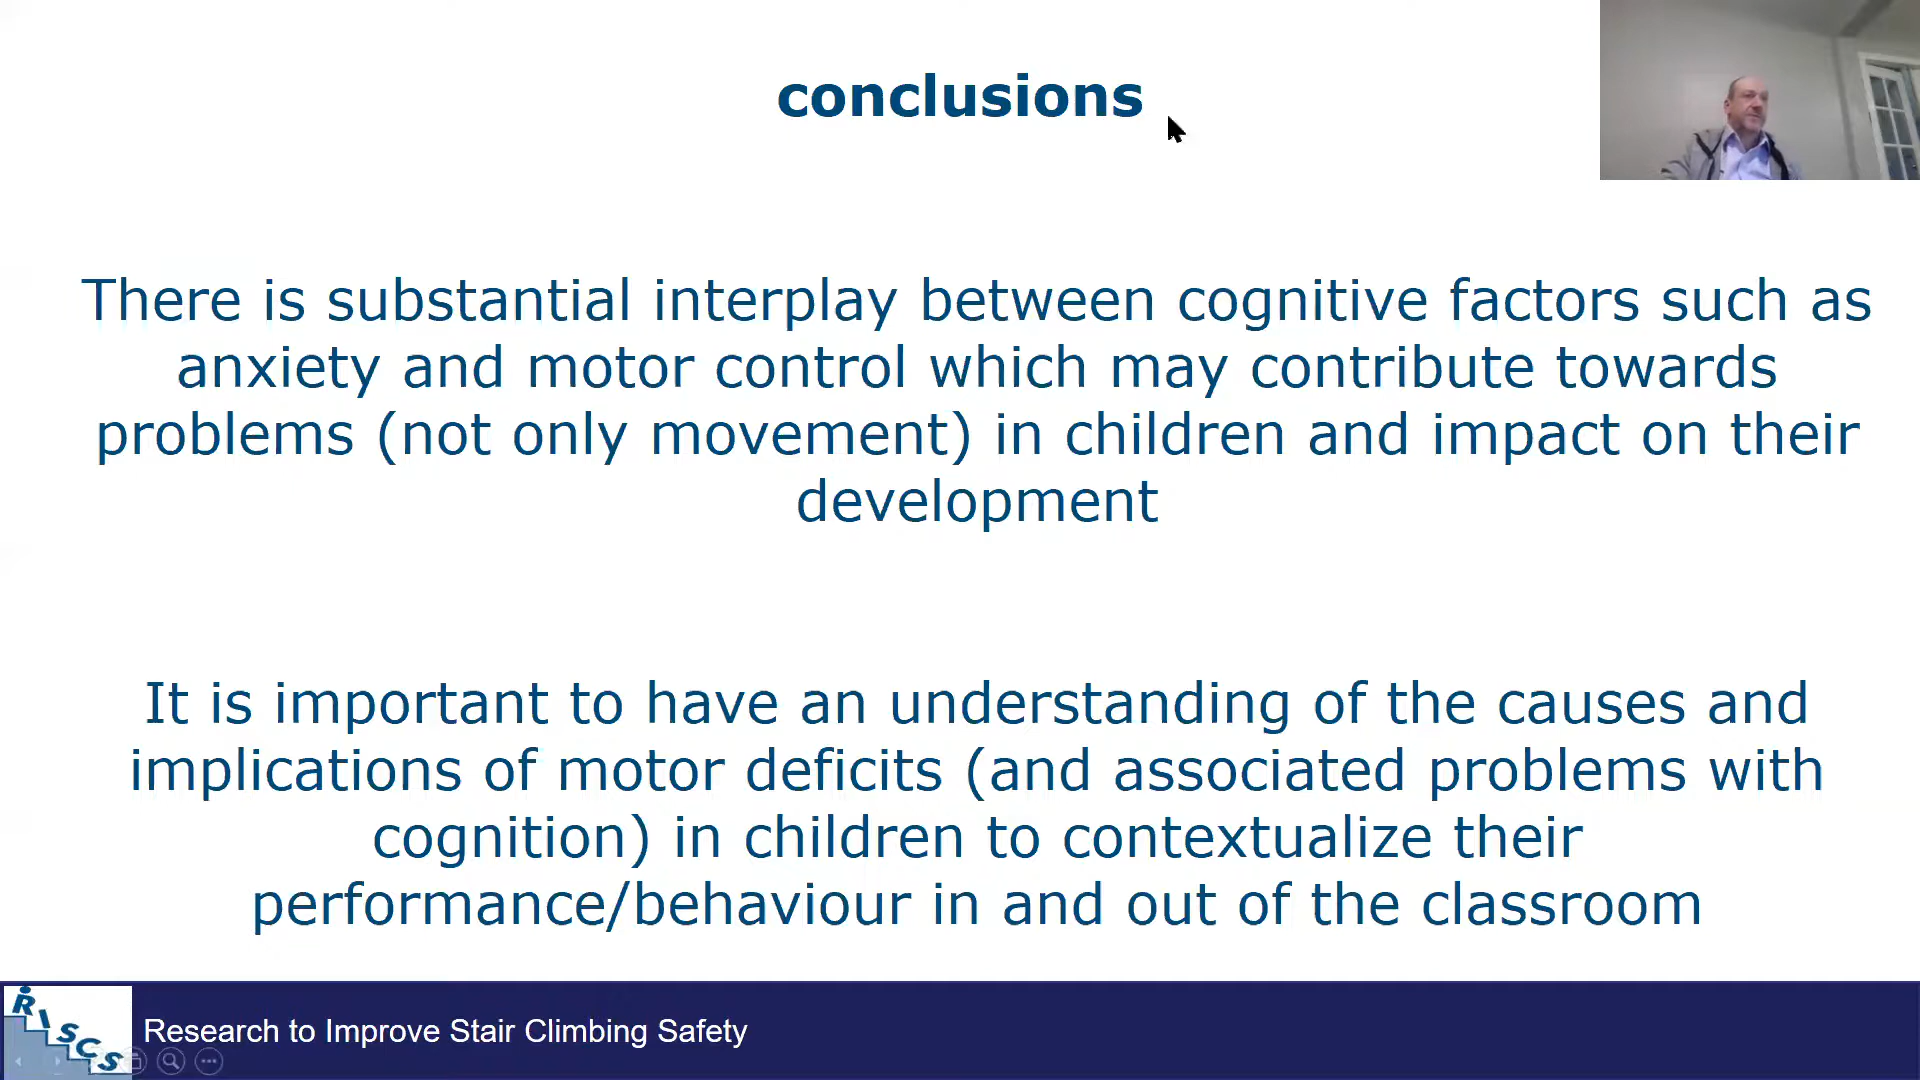 conclusions
There is substantial interplay between cognitive factors such as
anxiety and motor control which may contribute towards
problems (not only movement) in children and impact on their
development
It is important to have an understanding of the causes and
implications of motor deficits (and associated problems with
cognition) in children to contextualize their
performance/behaviour in and out of the classroom
RISCS
Research to Improve Stair Climbing Safety